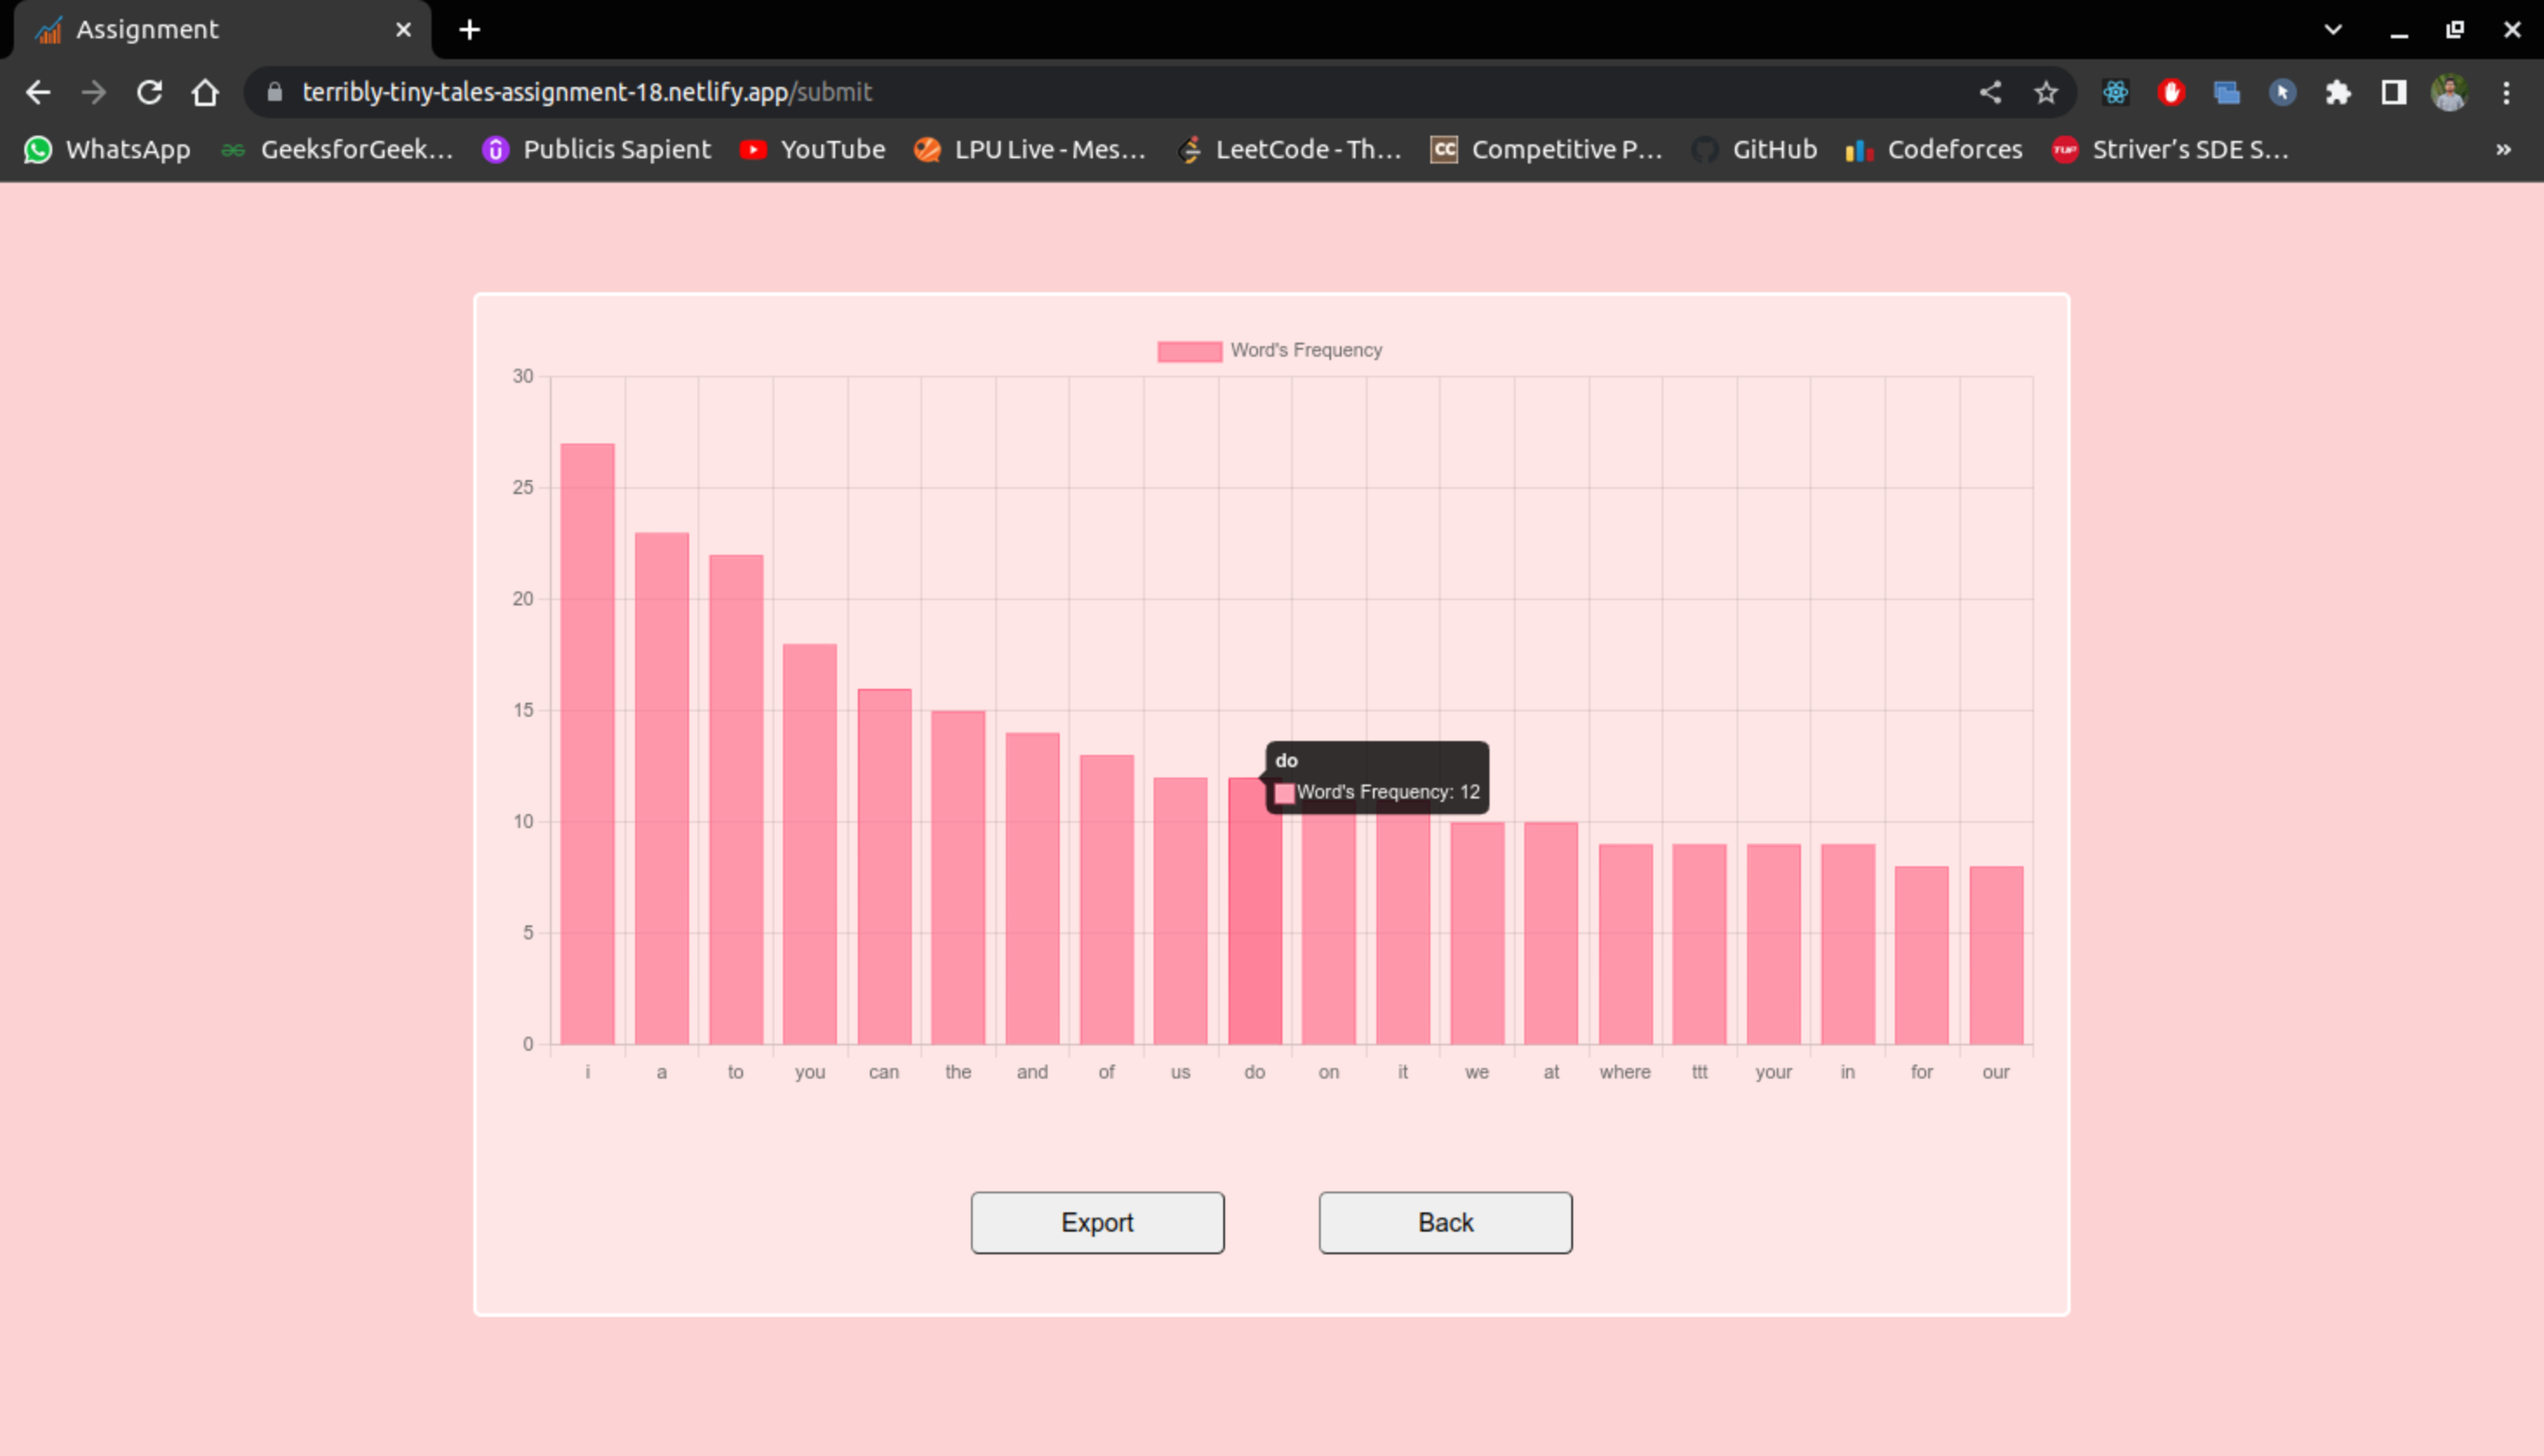 Assignment
terribly-tiny-tales-assignment-18.netlify.app/submit
WhatsApp GeeksforGeek... Publicis Sapient YouTube LPU Live - Mes... LeetCode - Th... CC Competitive P... GitHub Codeforces TUF Striver's SDE S...
Word's Frequency
30
25
20
15
10
5
0
do
Word's Frequency: 12
i a to you can the and of us do on it we at where ttt your in for our
Export Back